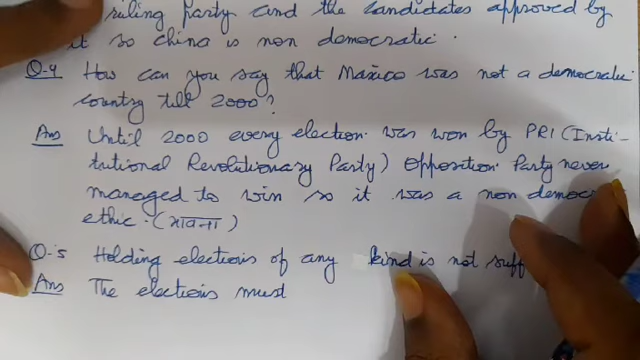 ruling party and the candidates approved by
it so china is non democratic.
Q-4 How can you say that Maxico was not a democratic
country till 2000?
Ans Until 2000 every election was won by PRI (Insti-
tutional Revolutionary Party) Opposition Party never
managed to win so it was a non democ
ethic. (भावना)
Q-5 Holding elections of any kind is not suff
Ans The elections must